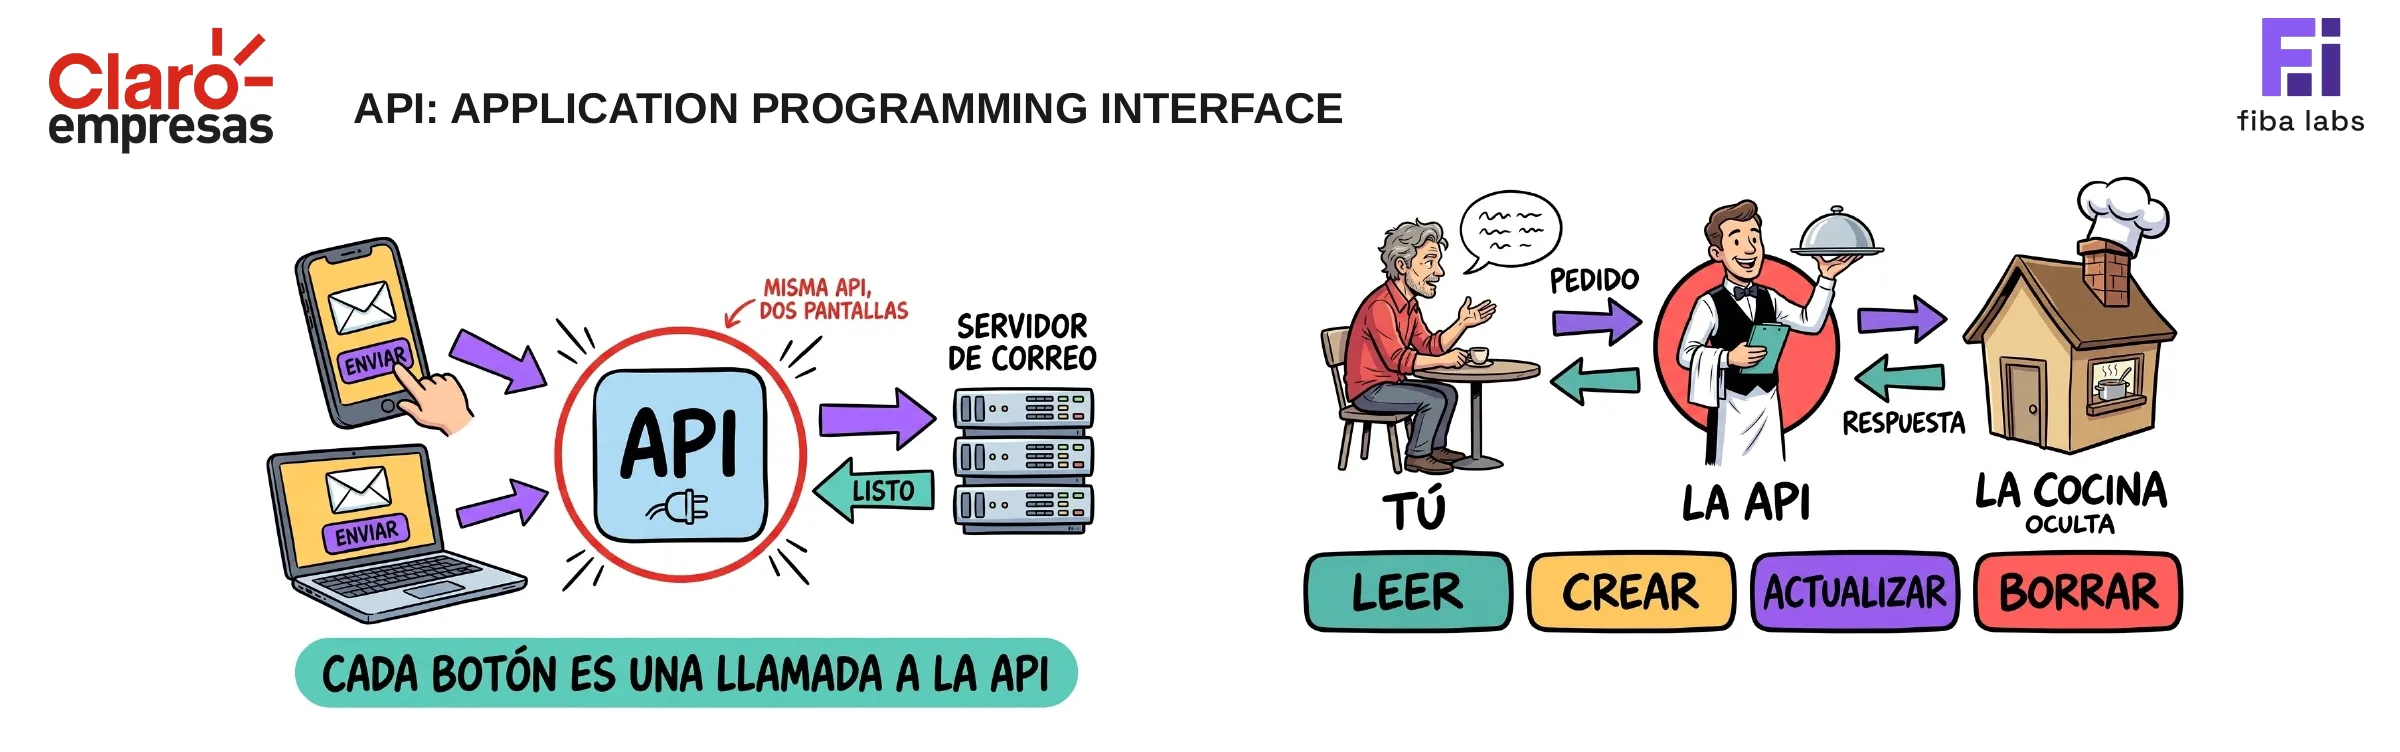 Claro
empresas
API: APPLICATION PROGRAMMING INTERFACE
Fi
fiba labs
ENVIAR
ENVIAR
MISMA API,
DOS PANTALLAS
API
SERVIDOR
DE CORREO
LISTO
CADA BOTÓN ES UNA LLAMADA A LA API
PEDIDO
RESPUESTA
TÚ
LA API
LA COCINA
OCULTA
LEER
CREAR
ACTUALIZAR
BORRAR